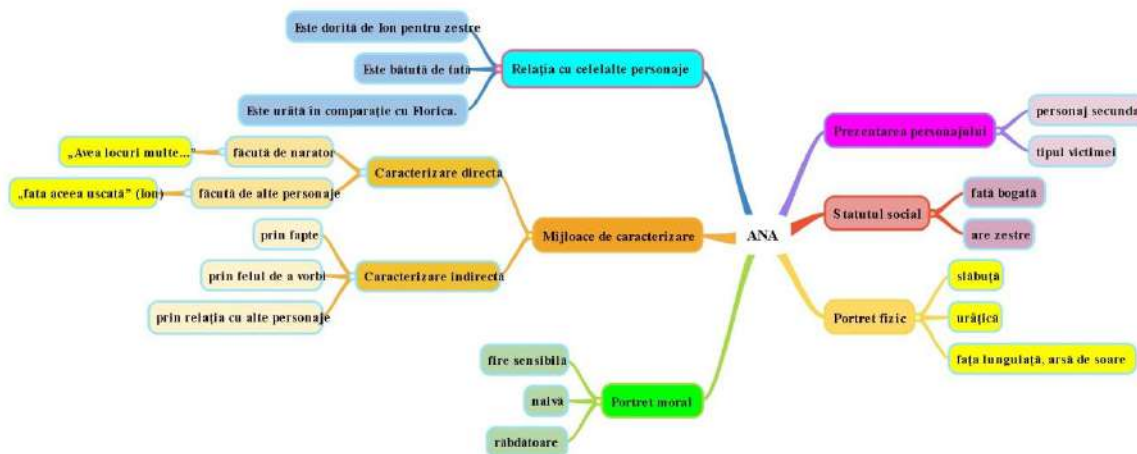 Este dorită de Ion pentru zestre
Este bătută de tată
Este urâtă în comparație cu Florica.
Relația cu celelalte personaje
„Avea locuri multe..."
făcută de narator
„fata aceea uscată” (Ion)
făcută de alte personaje
Caracterizare directă
prin fapte
prin felul de a vorbi
prin relația cu alte personaje
Caracterizare indirectă
Mijloace de caracterizare
fire sensibilă
naivă
răbdătoare
Portret moral
ANA
Prezentarea personajului
personaj secunda
tipul victimei
Statutul social
fată bogată
are zestre
Portret fizic
slăbuță
urâțică
fața lunguiață, arsă de soare